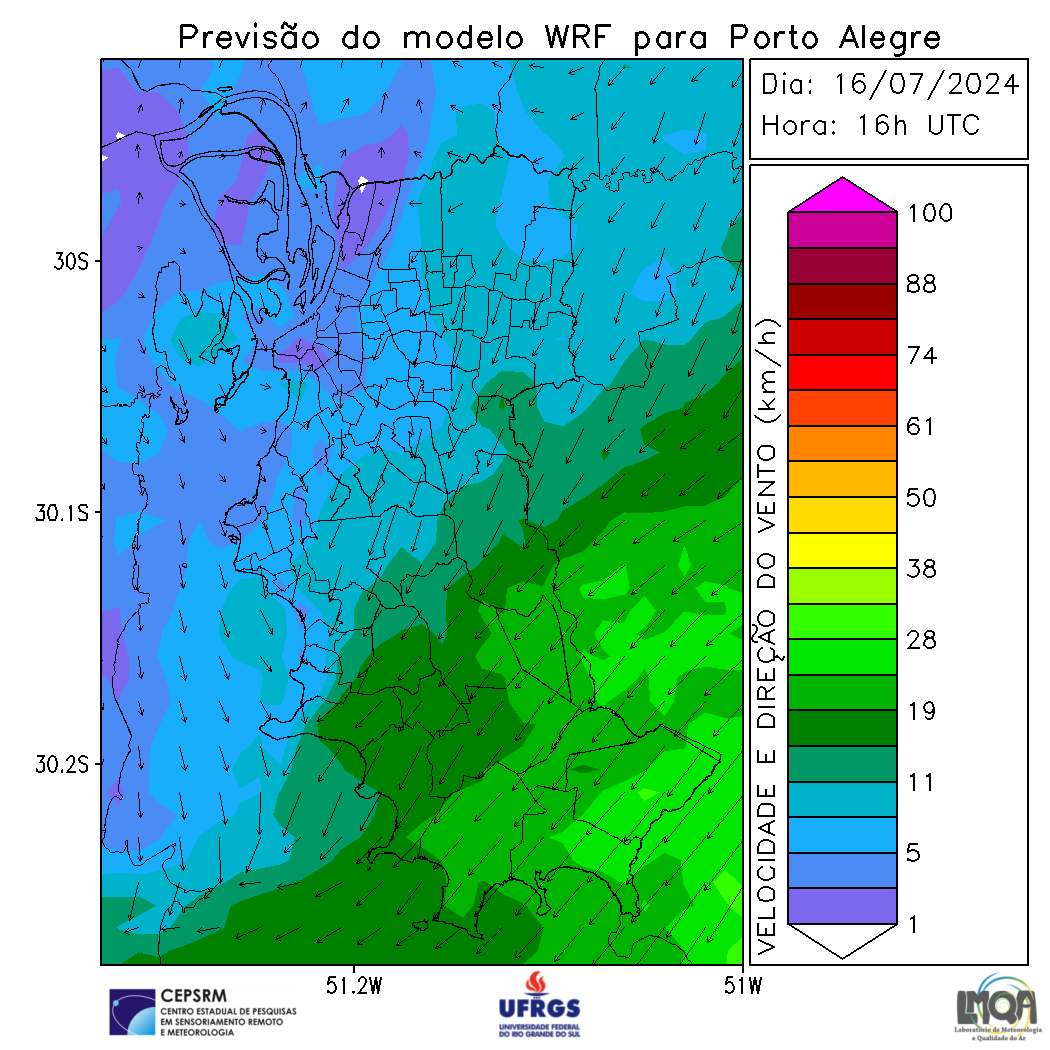 Previsão do modelo WRF para Porto Alegre
Dia: 16/07/2024
Hora: 16h UTC
30S
30.1S
30.2S
51.2W
51W
VELOCIDADE E DIREÇÃO DO VENTO (km/h)
100
88
74
61
50
38
28
19
11
5
1
CEPSRM
CENTRO ESTADUAL DE PESQUISAS
EM SENSORIAMENTO REMOTO
E METEOROLOGIA
UFRGS
UNIVERSIDADE FEDERAL
DO RIO GRANDE DO SUL
LMQA
Laboratório de Meteorologia
e Qualidade do Ar